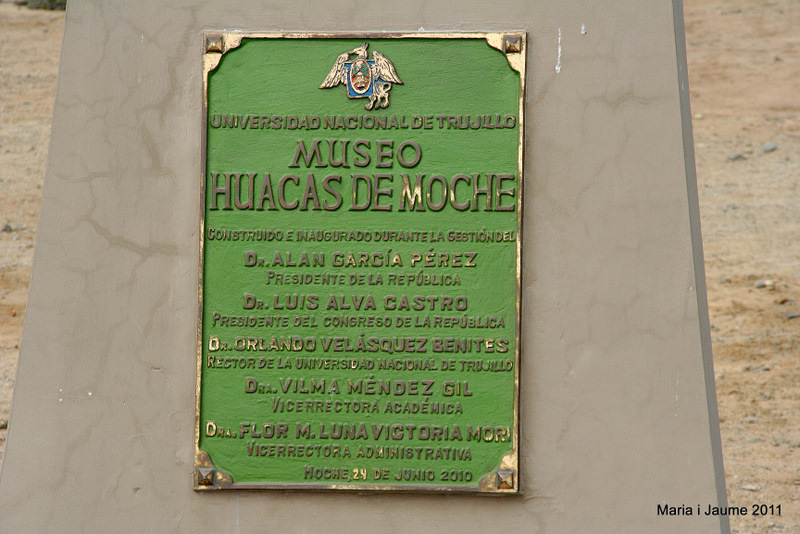 UNIVERSIDAD NACIONAL DE TRUJILLO
MUSEO
HUACAS DE MOCHE
CONSTRUIDO E INAUGURADO DURANTE LA GESTIÓN DEL
DR. ALAN GARCÍA PÉREZ
PRESIDENTE DE LA REPÚBLICA
DR. LUIS ALVA CASTRO
PRESIDENTE DEL CONGRESO DE LA REPÚBLICA
DR. ORLANDO VELÁSQUEZ BENITES
RECTOR DE LA UNIVERSIDAD NACIONAL DE TRUJILLO
DRA. VILMA MÉNDEZ GIL
VICERRECTORA ACADÉMICA
DRA. FLOR M. LUNA VICTORIA MORI
VICERRECTORA ADMINISTRATIVA
MOCHE, 24 DE JUNIO 2010
Maria i Jaume 2011